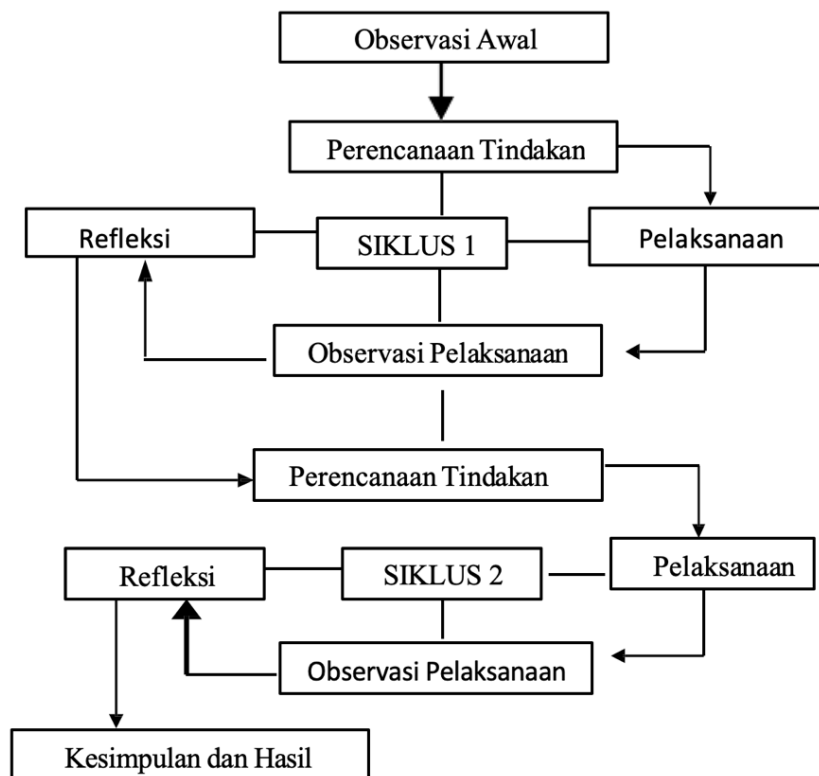 Observasi Awal
Perencanaan Tindakan
Refleksi
SIKLUS 1
Pelaksanaan
Observasi Pelaksanaan
Perencanaan Tindakan
Refleksi
SIKLUS 2
Pelaksanaan
Observasi Pelaksanaan
Kesimpulan dan Hasil